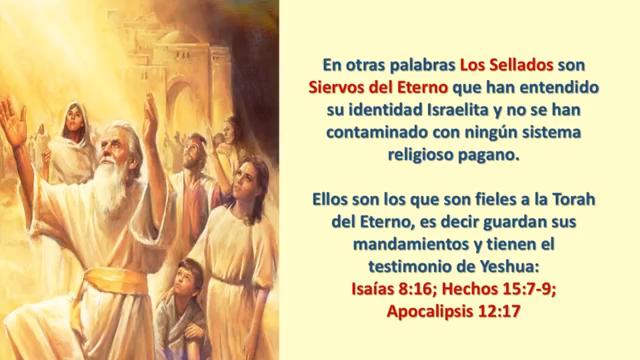 En otras palabras Los Sellados son
Siervos del Eterno que han entendido
su identidad Israelita y no se han
contaminado con ningún sistema
religioso pagano.
Ellos son los que son fieles a la Torah
del Eterno, es decir guardan sus
mandamientos y tienen el
testimonio de Yeshua:
Isaías 8:16; Hechos 15:7-9;
Apocalipsis 12:17